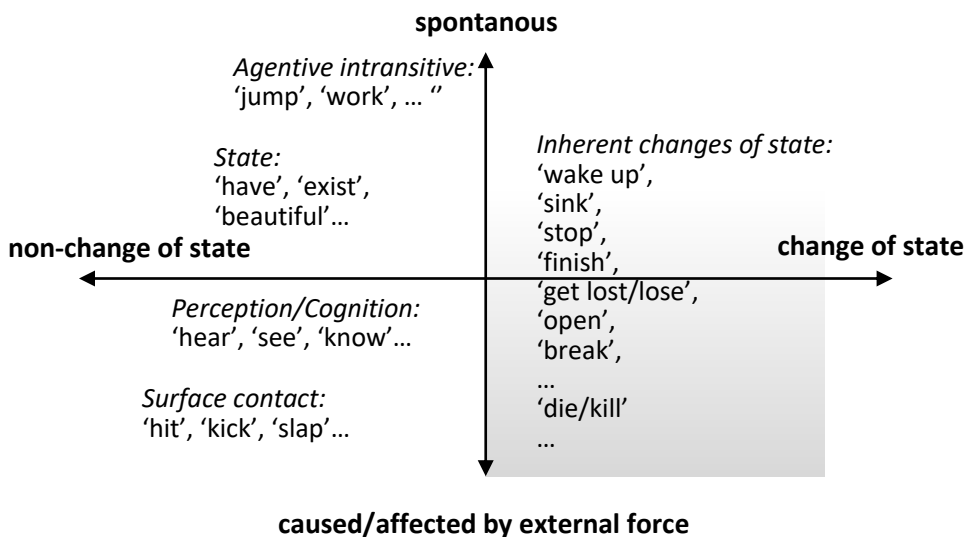 spontanous
Agentive intransitive:
‘jump’, ‘work’, … ‘’
State:
‘have’, ‘exist’,
‘beautiful’…
non-change of state
Inherent changes of state:
‘wake up’,
‘sink’,
‘stop’,
‘finish’,
‘get lost/lose’,
‘open’,
‘break’,
…
‘die/kill’
…
change of state
Perception/Cognition:
‘hear’, ‘see’, ‘know’…
Surface contact:
‘hit’, ‘kick’, ‘slap’…
caused/affected by external force